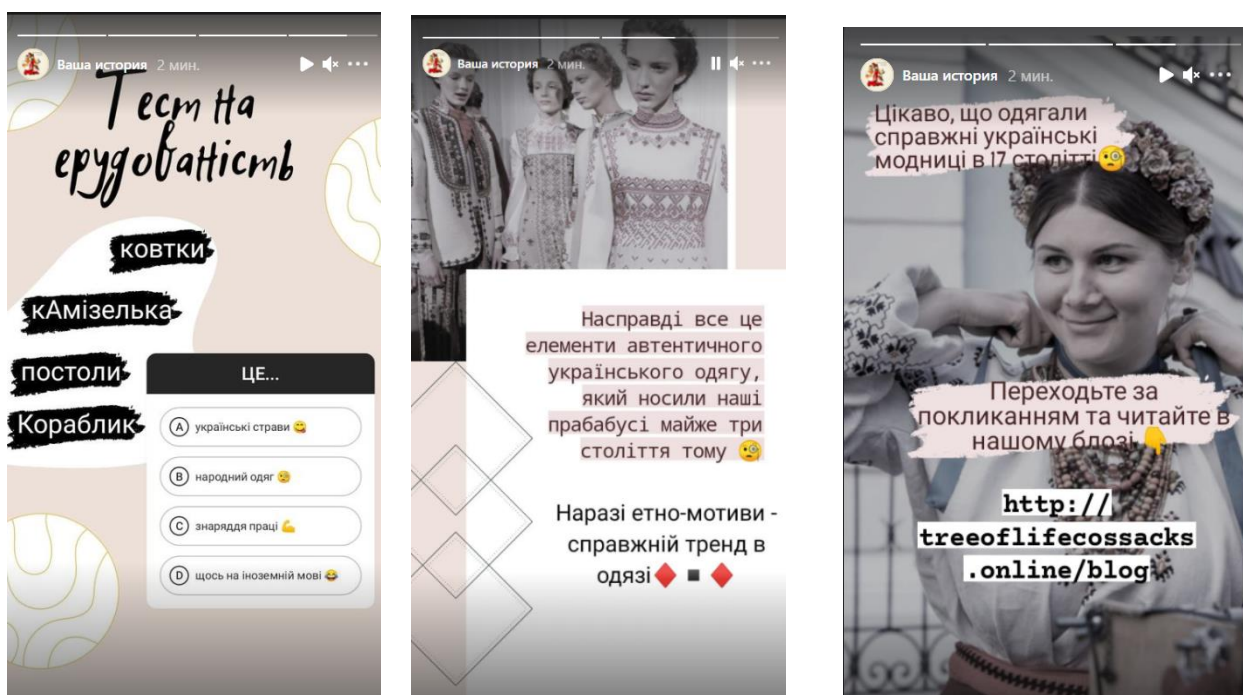 Ваша история 2 мин.
Тест на
ерудованість
ковтки
кАмізелька
постоли
Кораблик
ЦЕ...
A українські страви 😋
B народний одяг 🧐
C знаряддя праці 💪
D щось на іноземній мові 😂
Ваша история 2 мин.
Насправді все це
елементи автентичного
українського одягу,
який носили наші
прабабусі майже три
століття тому 🧐
Наразі етно-мотиви -
справжній тренд в
одязі♦️▪️♦️
Ваша история 2 мин.
Цікаво, що одягали
справжні українські
модниці в 17 столітті🧐
Переходьте за
покликанням та читайте в
нашому блозі 👇
http://
treeoflifecossacks
.online/blog